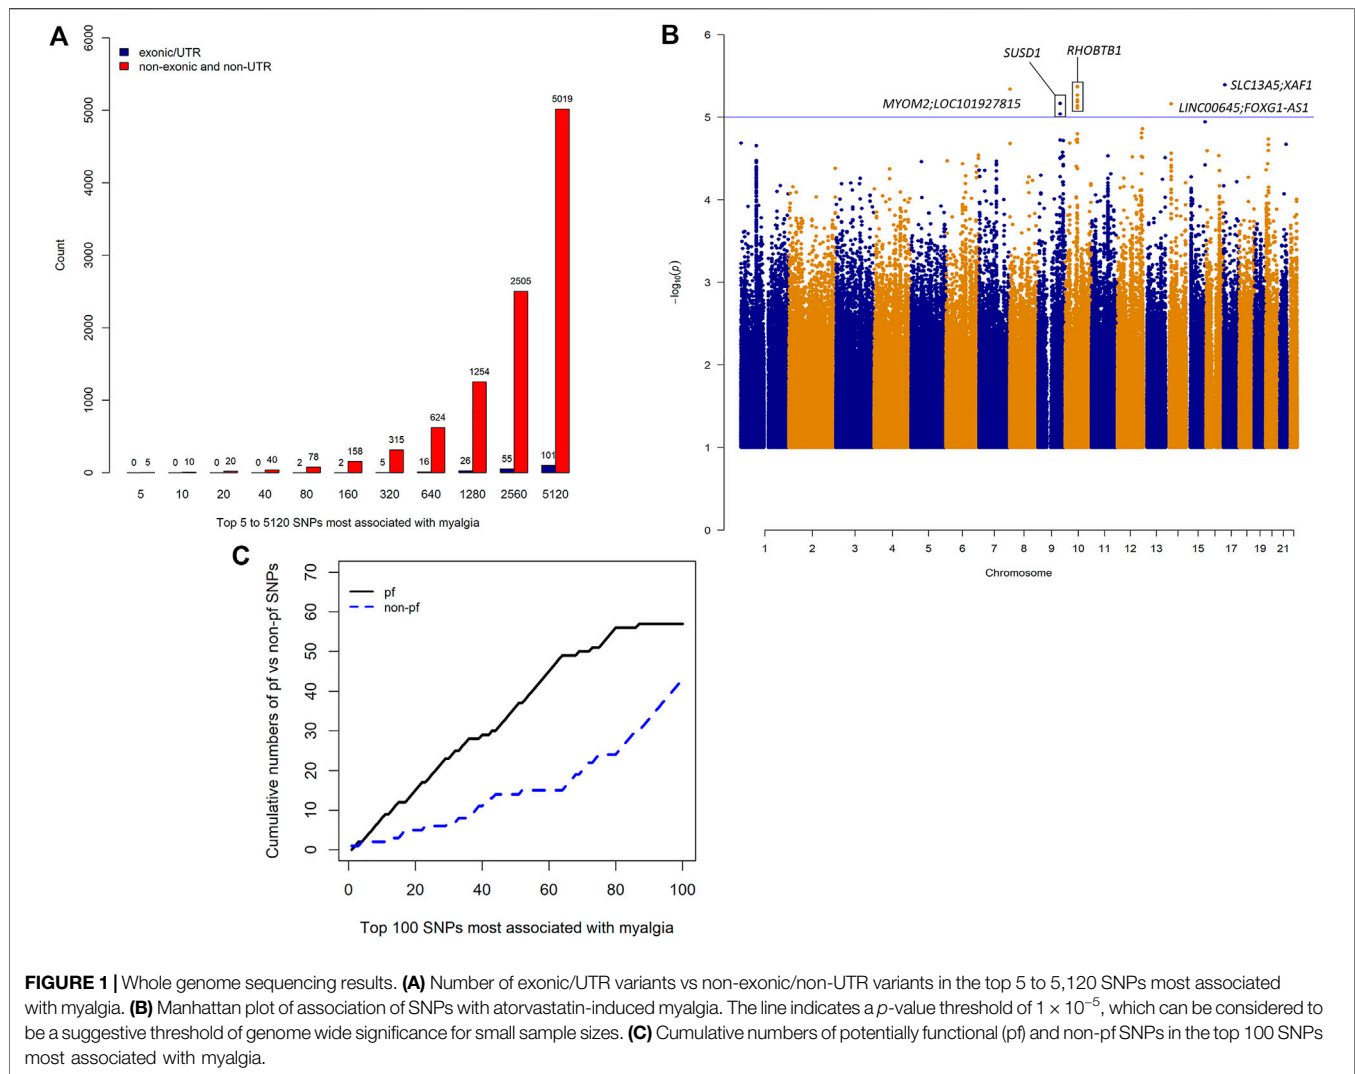 A
exonic/UTR
non-exonic and non-UTR
Count
6000
5000
4000
3000
2000
1000
0
0 5 0 10 0 20 0 40 2 78 2 158 5 315 16 624 26 1254 55 2505 101 5019
5 10 20 40 80 160 320 640 1280 2560 5120
Top 5 to 5120 SNPs most associated with myalgia
B
SUSD1
RHOBTB1
MYOM2;LOC101927815
SLC13A5;XAF1
LINC00645;FOXG1-AS1
−log₁₀(p)
6
5
4
3
2
1
0
1 2 3 4 5 6 7 8 9 10 11 12 13 15 17 19 21
Chromosome
C
pf
non-pf
Cumulative numbers of pf vs non-pf SNPs
70
60
50
40
30
20
10
0
0 20 40 60 80 100
Top 100 SNPs most associated with myalgia
FIGURE 1 | Whole genome sequencing results. (A) Number of exonic/UTR variants vs non-exonic/non-UTR variants in the top 5 to 5,120 SNPs most associated
with myalgia. (B) Manhattan plot of association of SNPs with atorvastatin-induced myalgia. The line indicates a p-value threshold of 1 × 10⁻⁵, which can be considered to
be a suggestive threshold of genome wide significance for small sample sizes. (C) Cumulative numbers of potentially functional (pf) and non-pf SNPs in the top 100 SNPs
most associated with myalgia.